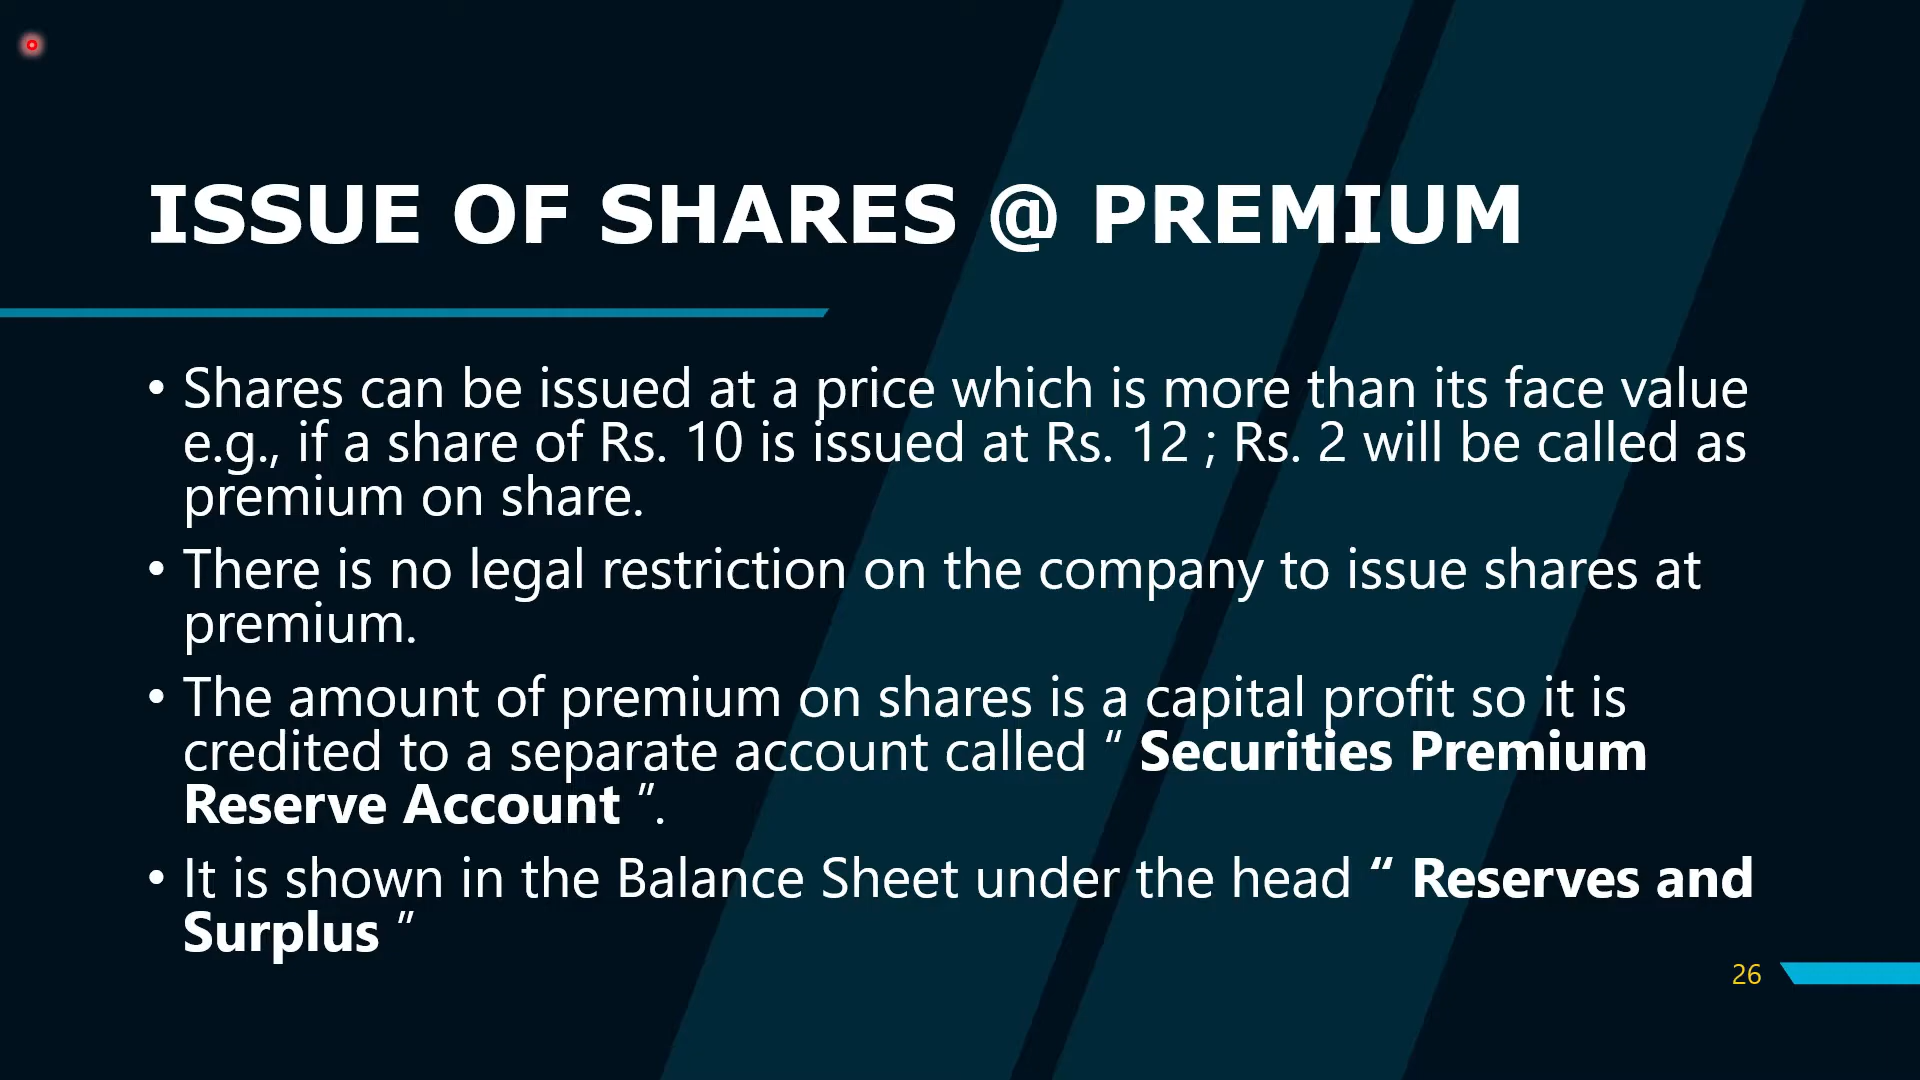 ISSUE OF SHARES @ PREMIUM
• Shares can be issued at a price which is more than its face value
e.g., if a share of Rs. 10 is issued at Rs. 12 ; Rs. 2 will be called as
premium on share.
• There is no legal restriction on the company to issue shares at
premium.
• The amount of premium on shares is a capital profit so it is
credited to a separate account called “ Securities Premium
Reserve Account ”.
• It is shown in the Balance Sheet under the head “ Reserves and
Surplus ”
26